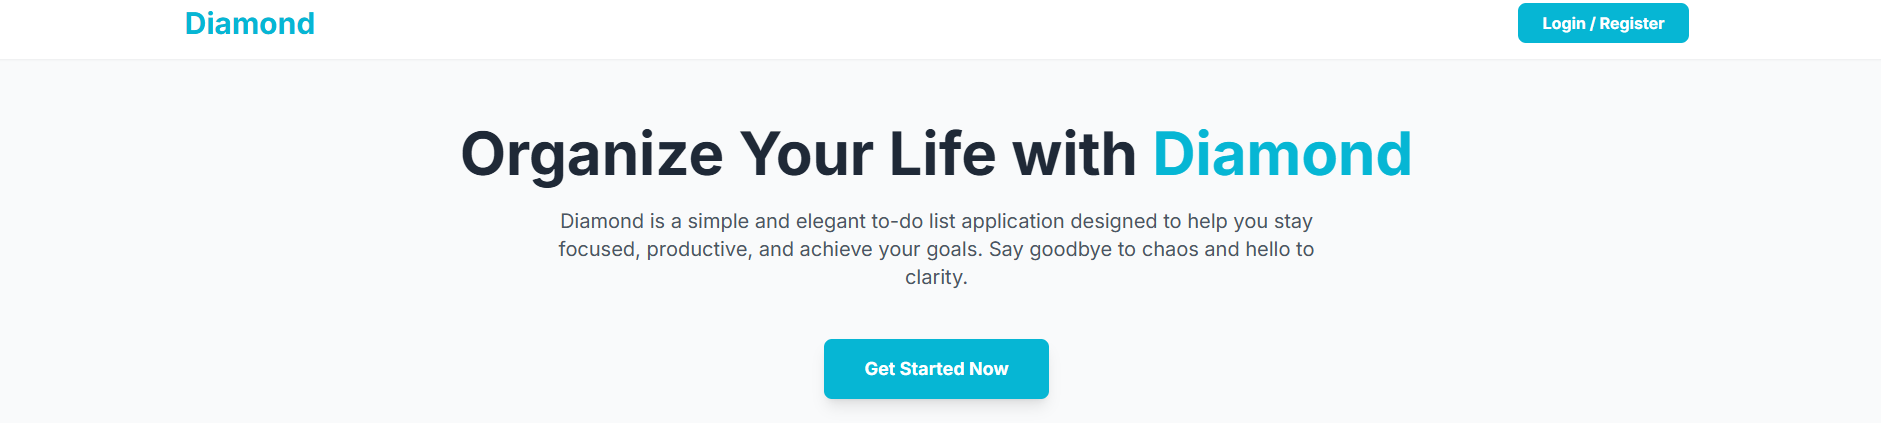 Diamond
Login / Register
Organize Your Life with Diamond
Diamond is a simple and elegant to-do list application designed to help you stay
focused, productive, and achieve your goals. Say goodbye to chaos and hello to
clarity.
Get Started Now